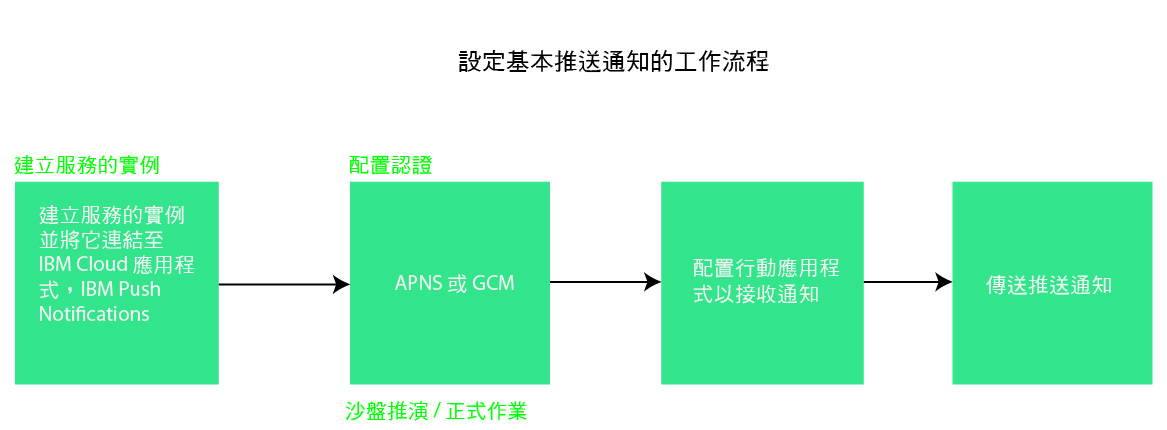 設定基本推送通知的工作流程
建立服務的實例
建立服務的實例
並將它連結至
IBM Cloud 應用程
式，IBM Push
Notifications
配置認證
APNS 或 GCM
沙盤推演 / 正式作業
配置行動應用程
式以接收通知
傳送推送通知